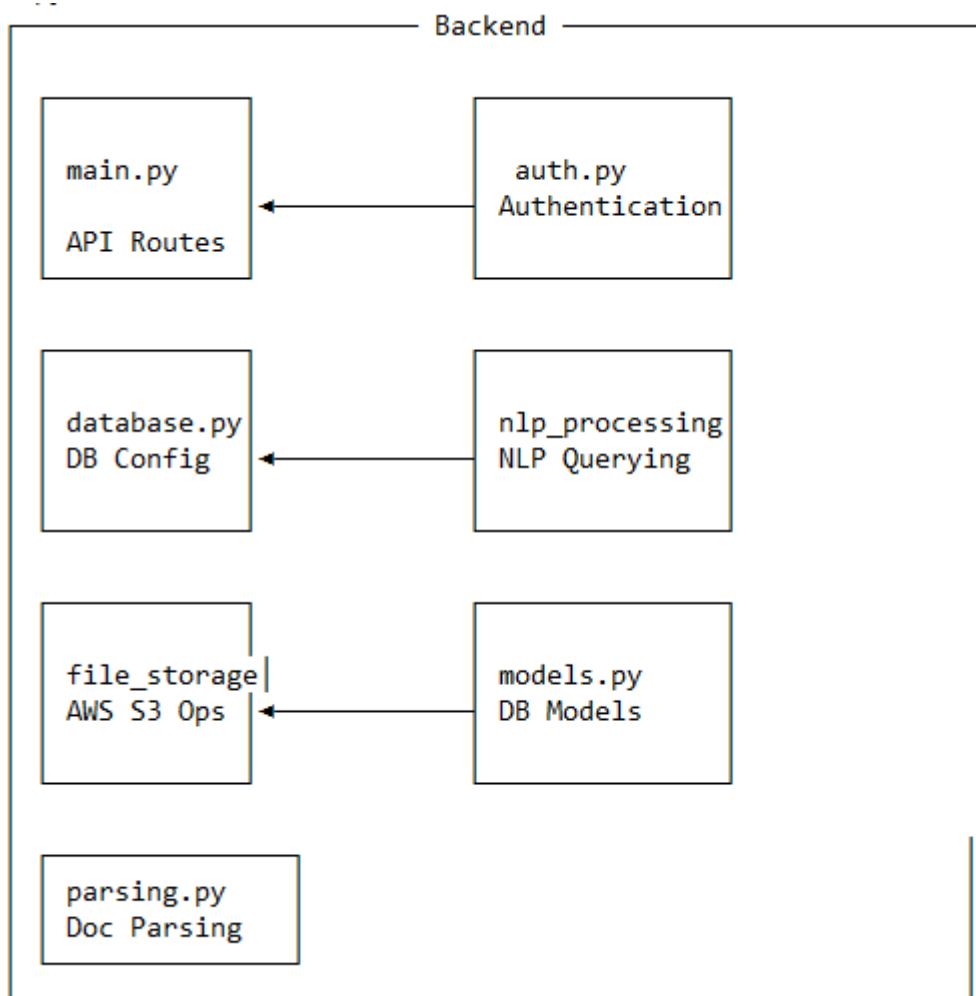 Backend
main.py
API Routes
auth.py
Authentication
database.py
DB Config
nlp_processing
NLP Querying
file_storage
AWS S3 Ops
models.py
DB Models
parsing.py
Doc Parsing